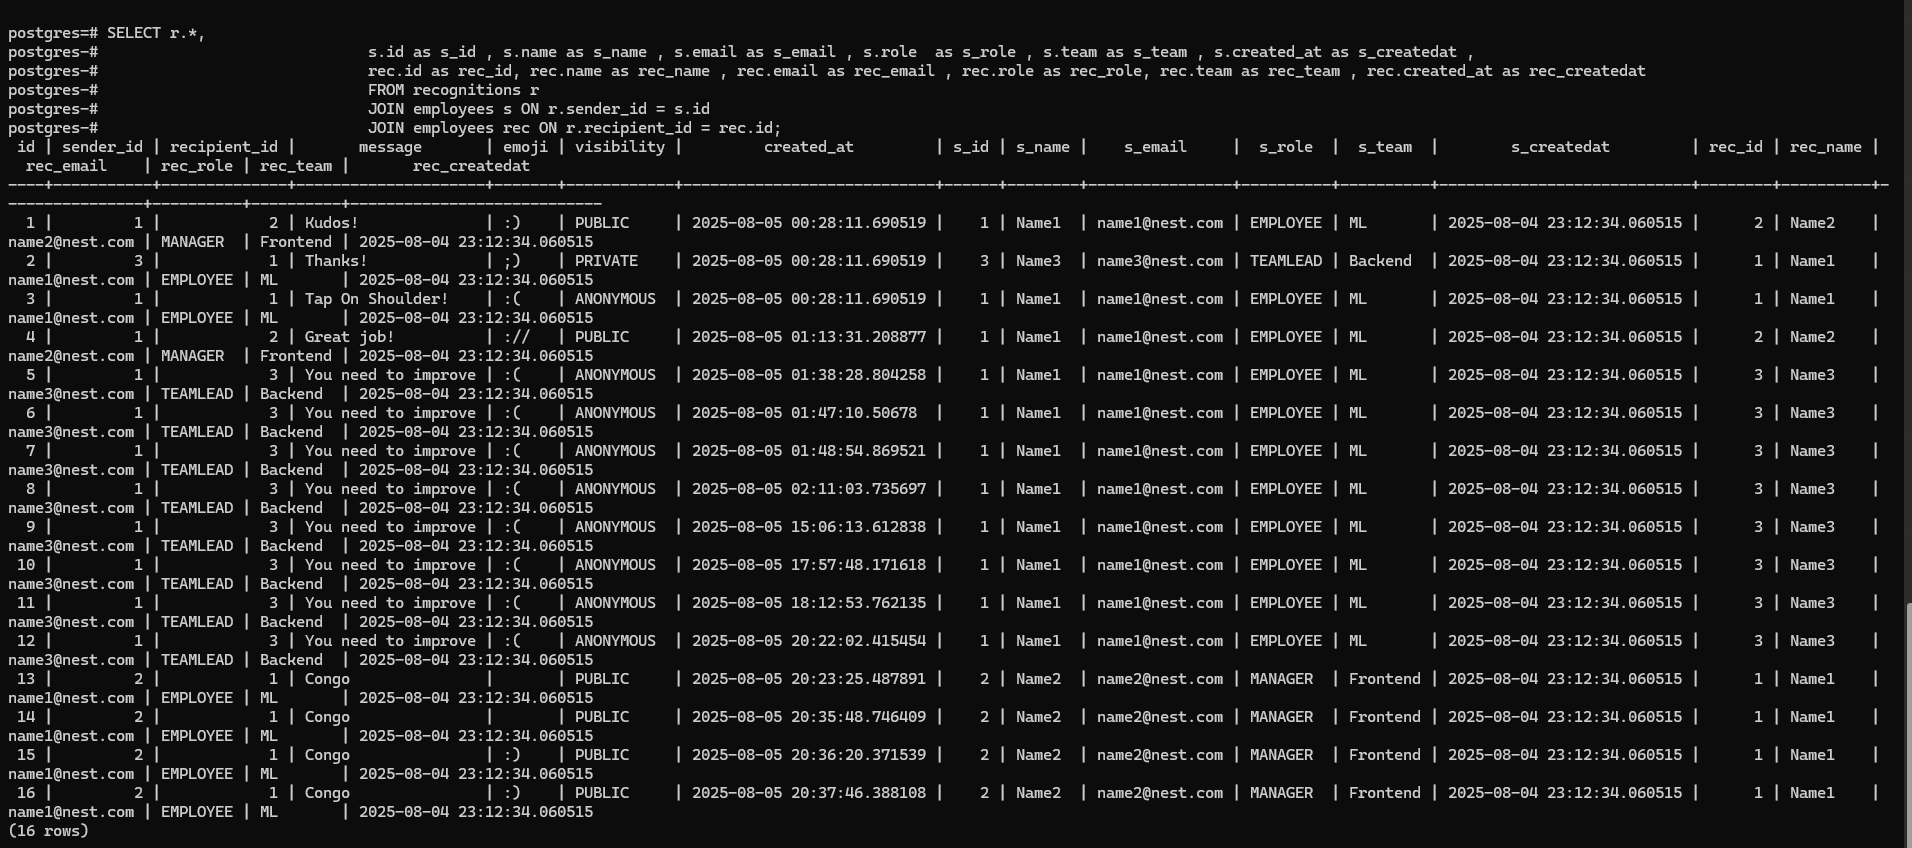 postgres=# SELECT r.*,
postgres-#                              s.id as s_id , s.name as s_name , s.email as s_email , s.role  as s_role , s.team as s_team , s.created_at as s_createdat ,
postgres-#                              rec.id as rec_id, rec.name as rec_name , rec.email as rec_email , rec.role as rec_role, rec.team as rec_team , rec.created_at as rec_createdat
postgres-#                              FROM recognitions r
postgres-#                              JOIN employees s ON r.sender_id = s.id
postgres-#                              JOIN employees rec ON r.recipient_id = rec.id;
 id | sender_id | recipient_id |       message       | emoji | visibility |         created_at         | s_id | s_name |    s_email     |  s_role  |  s_team  |        s_createdat         | rec_id | rec_name |
  rec_email    | rec_role | rec_team |       rec_createdat
----+-----------+--------------+---------------------+-------+------------+----------------------------+------+--------+----------------+----------+----------+----------------------------+--------+----------+-
---------------+----------+----------+----------------------------
  1 |         1 |            2 | Kudos!              | :)    | PUBLIC     | 2025-08-05 00:28:11.690519 |    1 | Name1  | name1@nest.com | EMPLOYEE | ML       | 2025-08-04 23:12:34.060515 |      2 | Name2    |
name2@nest.com | MANAGER  | Frontend | 2025-08-04 23:12:34.060515
  2 |         3 |            1 | Thanks!             | ;)    | PRIVATE    | 2025-08-05 00:28:11.690519 |    3 | Name3  | name3@nest.com | TEAMLEAD | Backend  | 2025-08-04 23:12:34.060515 |      1 | Name1    |
name1@nest.com | EMPLOYEE | ML       | 2025-08-04 23:12:34.060515
  3 |         1 |            1 | Tap On Shoulder!    | :(    | ANONYMOUS  | 2025-08-05 00:28:11.690519 |    1 | Name1  | name1@nest.com | EMPLOYEE | ML       | 2025-08-04 23:12:34.060515 |      1 | Name1    |
name1@nest.com | EMPLOYEE | ML       | 2025-08-04 23:12:34.060515
  4 |         1 |            2 | Great job!          | ://   | PUBLIC     | 2025-08-05 01:13:31.208877 |    1 | Name1  | name1@nest.com | EMPLOYEE | ML       | 2025-08-04 23:12:34.060515 |      2 | Name2    |
name2@nest.com | MANAGER  | Frontend | 2025-08-04 23:12:34.060515
  5 |         1 |            3 | You need to improve | :(    | ANONYMOUS  | 2025-08-05 01:38:28.804258 |    1 | Name1  | name1@nest.com | EMPLOYEE | ML       | 2025-08-04 23:12:34.060515 |      3 | Name3    |
name3@nest.com | TEAMLEAD | Backend  | 2025-08-04 23:12:34.060515
  6 |         1 |            3 | You need to improve | :(    | ANONYMOUS  | 2025-08-05 01:47:10.50678  |    1 | Name1  | name1@nest.com | EMPLOYEE | ML       | 2025-08-04 23:12:34.060515 |      3 | Name3    |
name3@nest.com | TEAMLEAD | Backend  | 2025-08-04 23:12:34.060515
  7 |         1 |            3 | You need to improve | :(    | ANONYMOUS  | 2025-08-05 01:48:54.869521 |    1 | Name1  | name1@nest.com | EMPLOYEE | ML       | 2025-08-04 23:12:34.060515 |      3 | Name3    |
name3@nest.com | TEAMLEAD | Backend  | 2025-08-04 23:12:34.060515
  8 |         1 |            3 | You need to improve | :(    | ANONYMOUS  | 2025-08-05 02:11:03.735697 |    1 | Name1  | name1@nest.com | EMPLOYEE | ML       | 2025-08-04 23:12:34.060515 |      3 | Name3    |
name3@nest.com | TEAMLEAD | Backend  | 2025-08-04 23:12:34.060515
  9 |         1 |            3 | You need to improve | :(    | ANONYMOUS  | 2025-08-05 15:06:13.612838 |    1 | Name1  | name1@nest.com | EMPLOYEE | ML       | 2025-08-04 23:12:34.060515 |      3 | Name3    |
name3@nest.com | TEAMLEAD | Backend  | 2025-08-04 23:12:34.060515
 10 |         1 |            3 | You need to improve | :(    | ANONYMOUS  | 2025-08-05 17:57:48.171618 |    1 | Name1  | name1@nest.com | EMPLOYEE | ML       | 2025-08-04 23:12:34.060515 |      3 | Name3    |
name3@nest.com | TEAMLEAD | Backend  | 2025-08-04 23:12:34.060515
 11 |         1 |            3 | You need to improve | :(    | ANONYMOUS  | 2025-08-05 18:12:53.762135 |    1 | Name1  | name1@nest.com | EMPLOYEE | ML       | 2025-08-04 23:12:34.060515 |      3 | Name3    |
name3@nest.com | TEAMLEAD | Backend  | 2025-08-04 23:12:34.060515
 12 |         1 |            3 | You need to improve | :(    | ANONYMOUS  | 2025-08-05 20:22:02.415454 |    1 | Name1  | name1@nest.com | EMPLOYEE | ML       | 2025-08-04 23:12:34.060515 |      3 | Name3    |
name3@nest.com | TEAMLEAD | Backend  | 2025-08-04 23:12:34.060515
 13 |         2 |            1 | Congo               |       | PUBLIC     | 2025-08-05 20:23:25.487891 |    2 | Name2  | name2@nest.com | MANAGER  | Frontend | 2025-08-04 23:12:34.060515 |      1 | Name1    |
name1@nest.com | EMPLOYEE | ML       | 2025-08-04 23:12:34.060515
 14 |         2 |            1 | Congo               |       | PUBLIC     | 2025-08-05 20:35:48.746409 |    2 | Name2  | name2@nest.com | MANAGER  | Frontend | 2025-08-04 23:12:34.060515 |      1 | Name1    |
name1@nest.com | EMPLOYEE | ML       | 2025-08-04 23:12:34.060515
 15 |         2 |            1 | Congo               | :)    | PUBLIC     | 2025-08-05 20:36:20.371539 |    2 | Name2  | name2@nest.com | MANAGER  | Frontend | 2025-08-04 23:12:34.060515 |      1 | Name1    |
name1@nest.com | EMPLOYEE | ML       | 2025-08-04 23:12:34.060515
 16 |         2 |            1 | Congo               | :)    | PUBLIC     | 2025-08-05 20:37:46.388108 |    2 | Name2  | name2@nest.com | MANAGER  | Frontend | 2025-08-04 23:12:34.060515 |      1 | Name1    |
name1@nest.com | EMPLOYEE | ML       | 2025-08-04 23:12:34.060515
(16 rows)